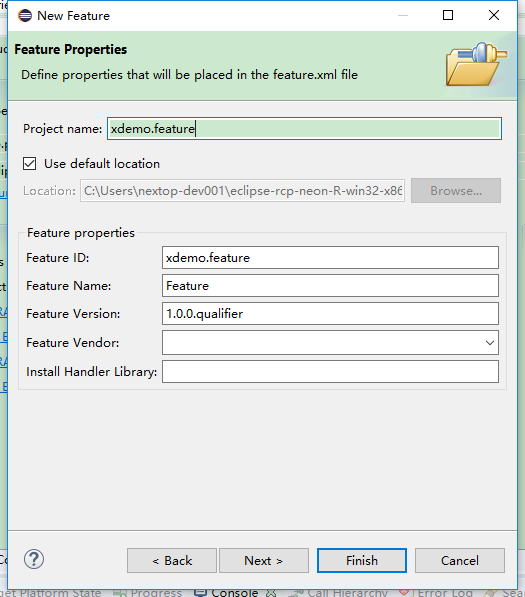 New Feature
Feature Properties
Define properties that will be placed in the feature.xml file
Project name: xdemo.feature
Use default location
Location: C:\Users\nextop-dev001\eclipse-rcp-neon-R-win32-x86 Browse...
Feature properties
Feature ID: xdemo.feature
Feature Name: Feature
Feature Version: 1.0.0.qualifier
Feature Vendor:
Install Handler Library:
? < Back Next > Finish Cancel
get Platform State Progress Console Call Hierarchy Error Log Sea